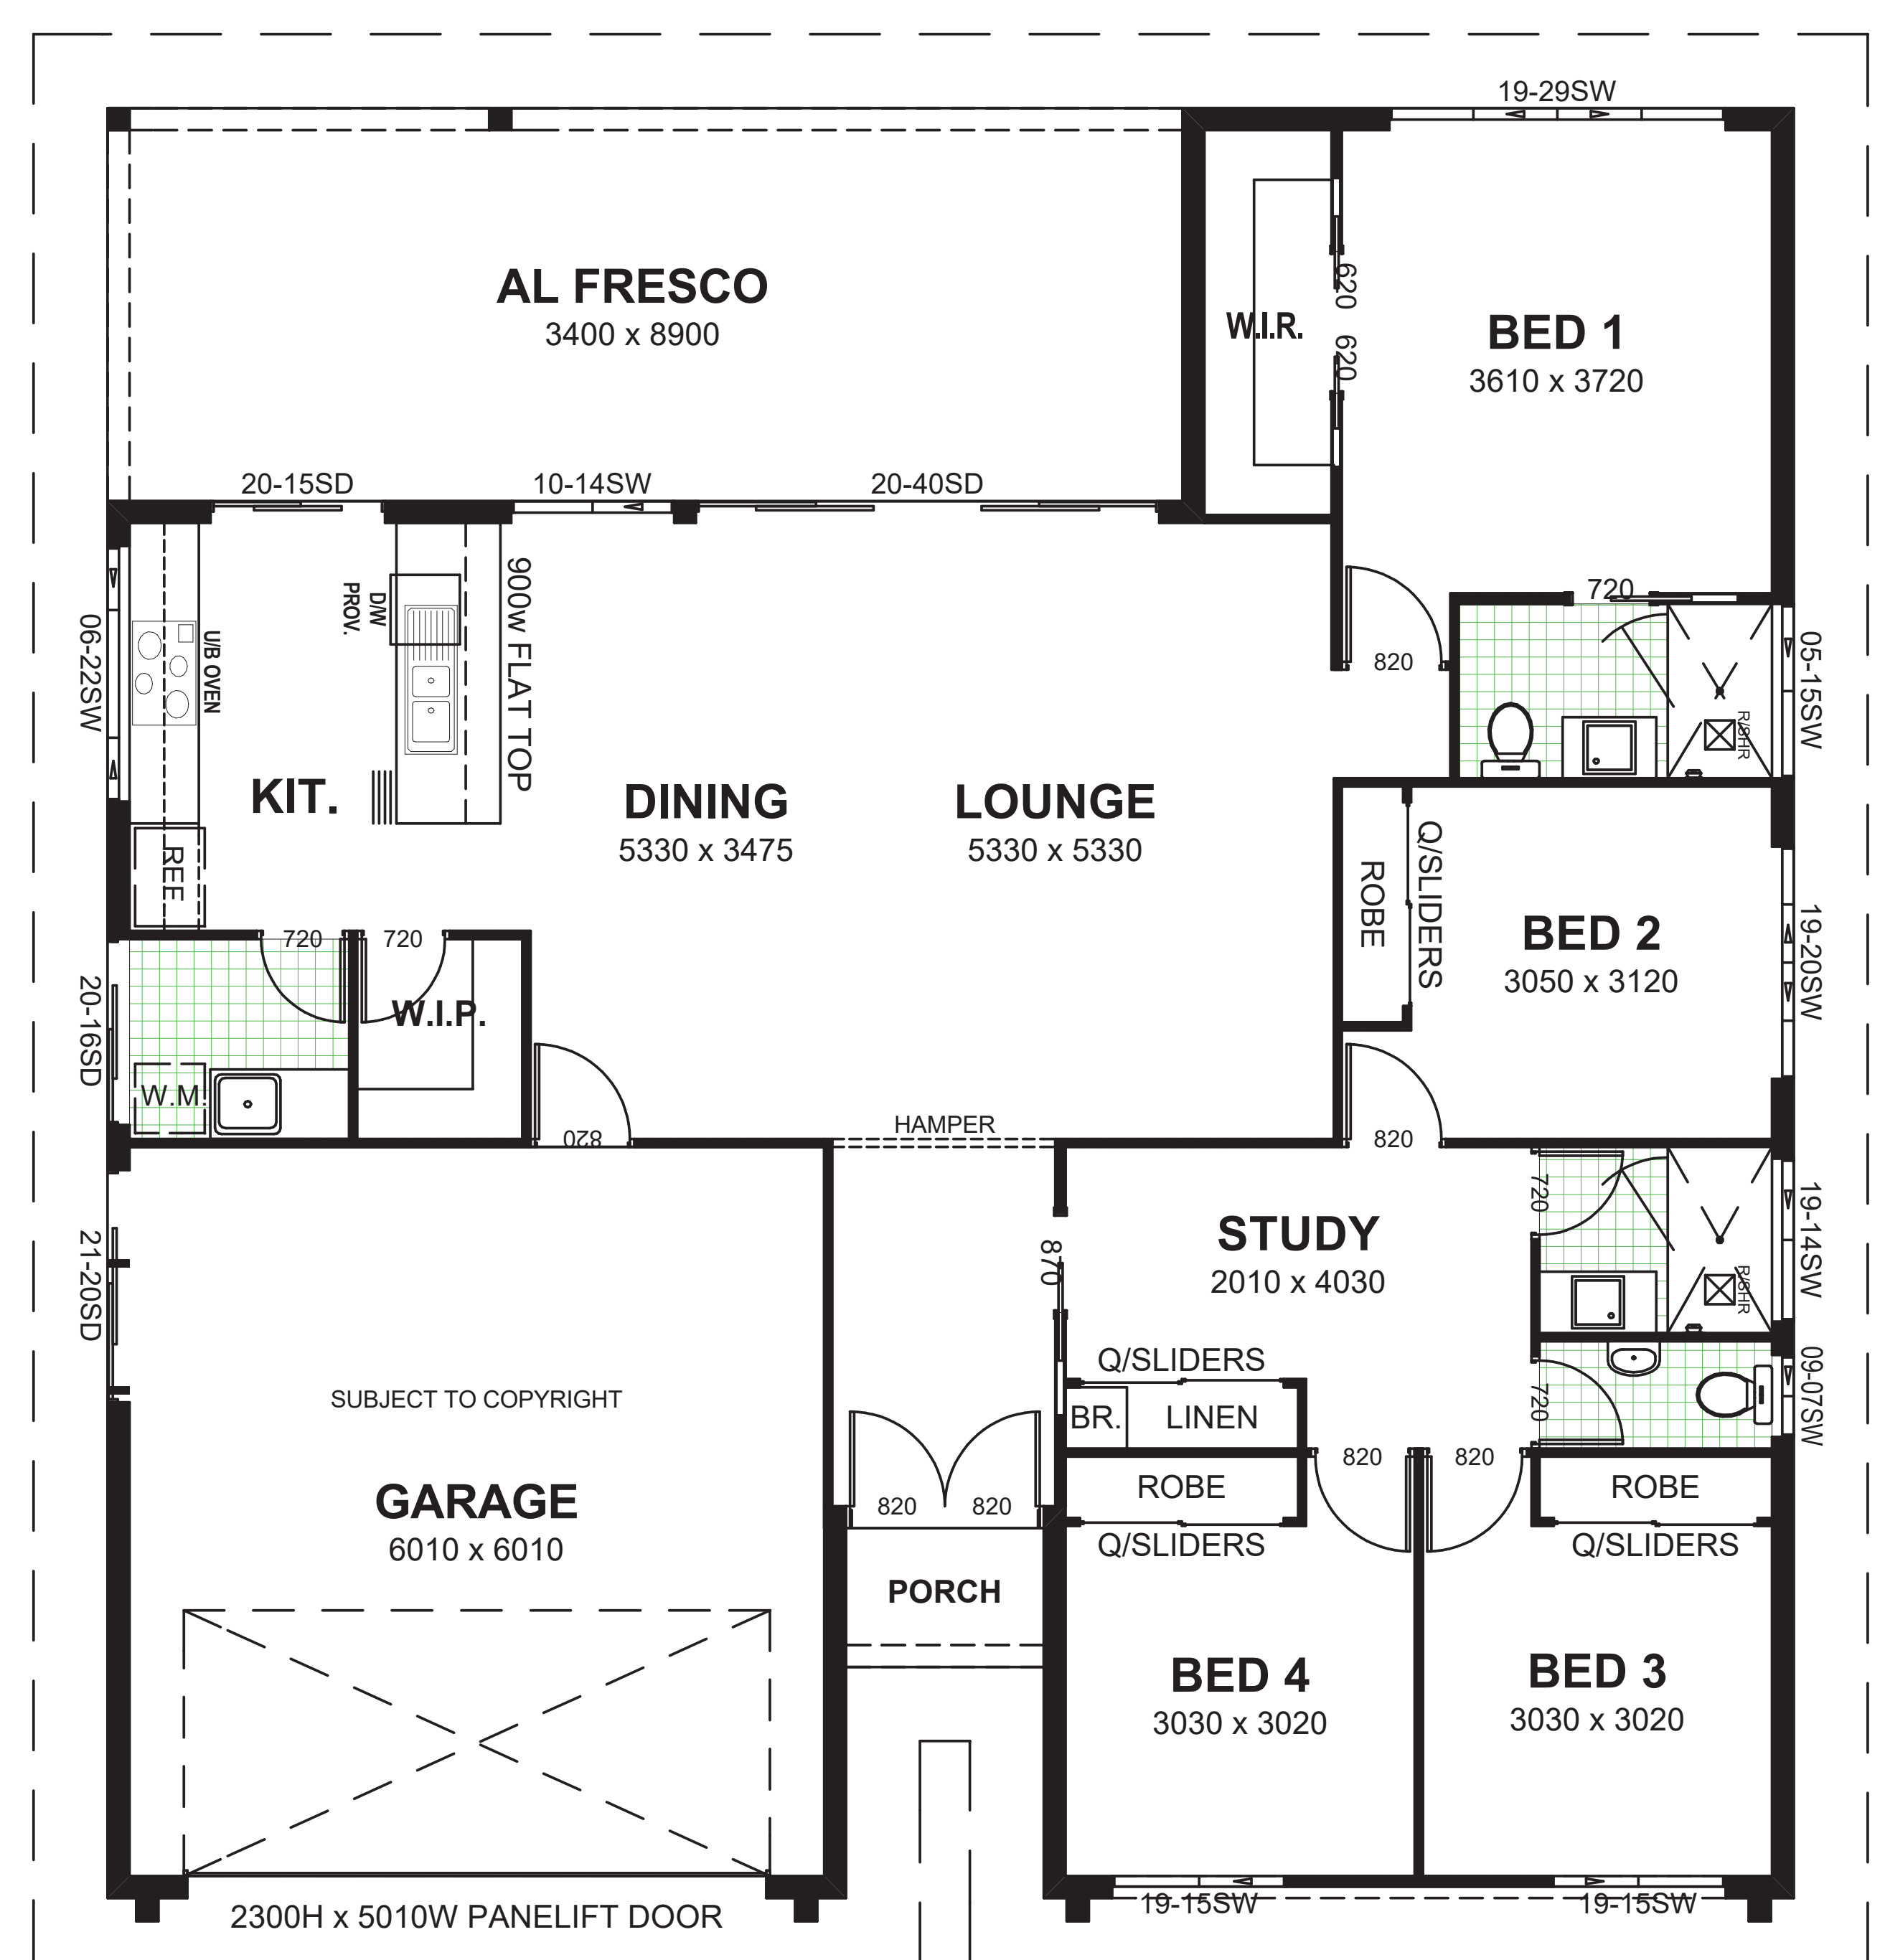 19-29SW
AL FRESCO
3400 x 8900
W.I.R.
620
620
BED 1
3610 x 3720
20-15SD
10-14SW
20-40SD
06-22SW
U/B OVEN
D/W
PROV.
900w FLAT TOP
720
820
05-15SW
R/SHR
KIT.
DINING
5330 x 3475
LOUNGE
5330 x 5330
REF
ROBE
Q/SLIDERS
BED 2
3050 x 3120
19-20SW
720
720
20-16SD
W.I.P.
W.M.
820
HAMPER
820
21-20SD
870
STUDY
2010 x 4030
720
R/SHR
19-14SW
Q/SLIDERS
BR.
LINEN
720
09-07SW
SUBJECT TO COPYRIGHT
820
820
ROBE
ROBE
GARAGE
6010 x 6010
820
820
Q/SLIDERS
Q/SLIDERS
PORCH
BED 4
3030 x 3020
BED 3
3030 x 3020
2300H x 5010W PANELIFT DOOR
19-15SW
19-15SW